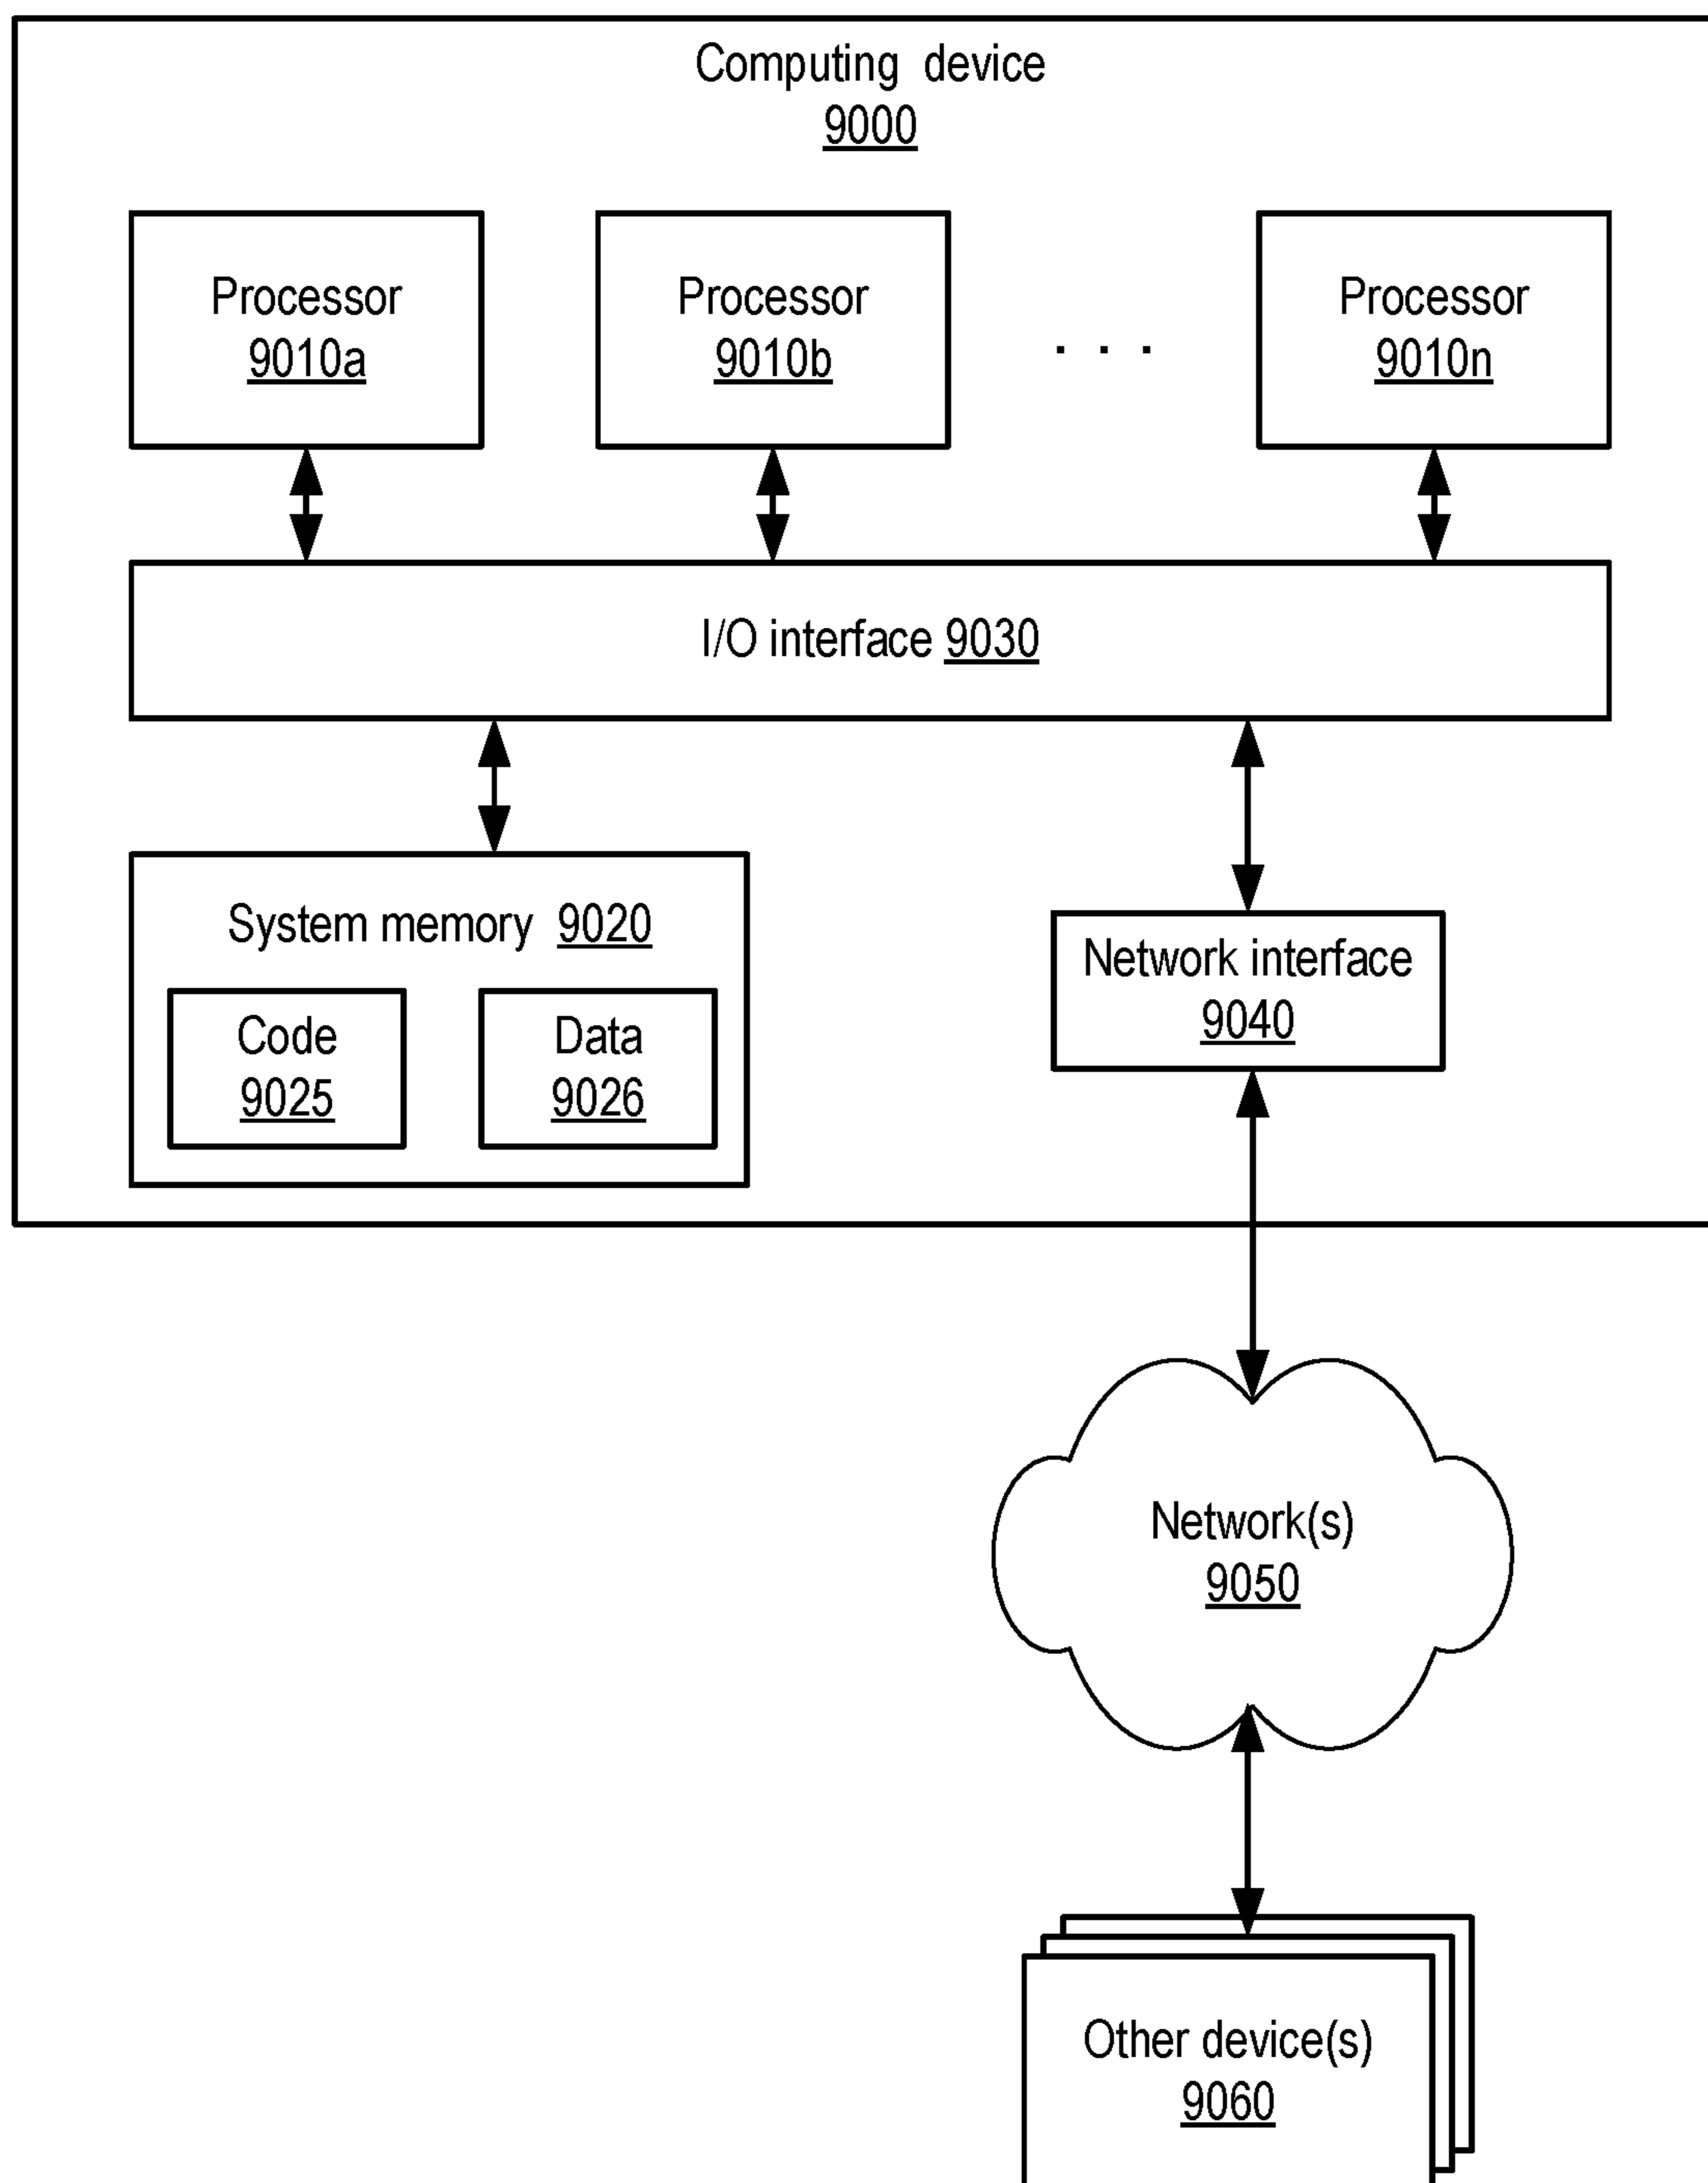 Computing device
9000
Processor
9010a
Processor
9010b
. . .
Processor
9010n
I/O interface 9030
System memory 9020
Code
9025
Data
9026
Network interface
9040
Network(s)
9050
Other device(s)
9060